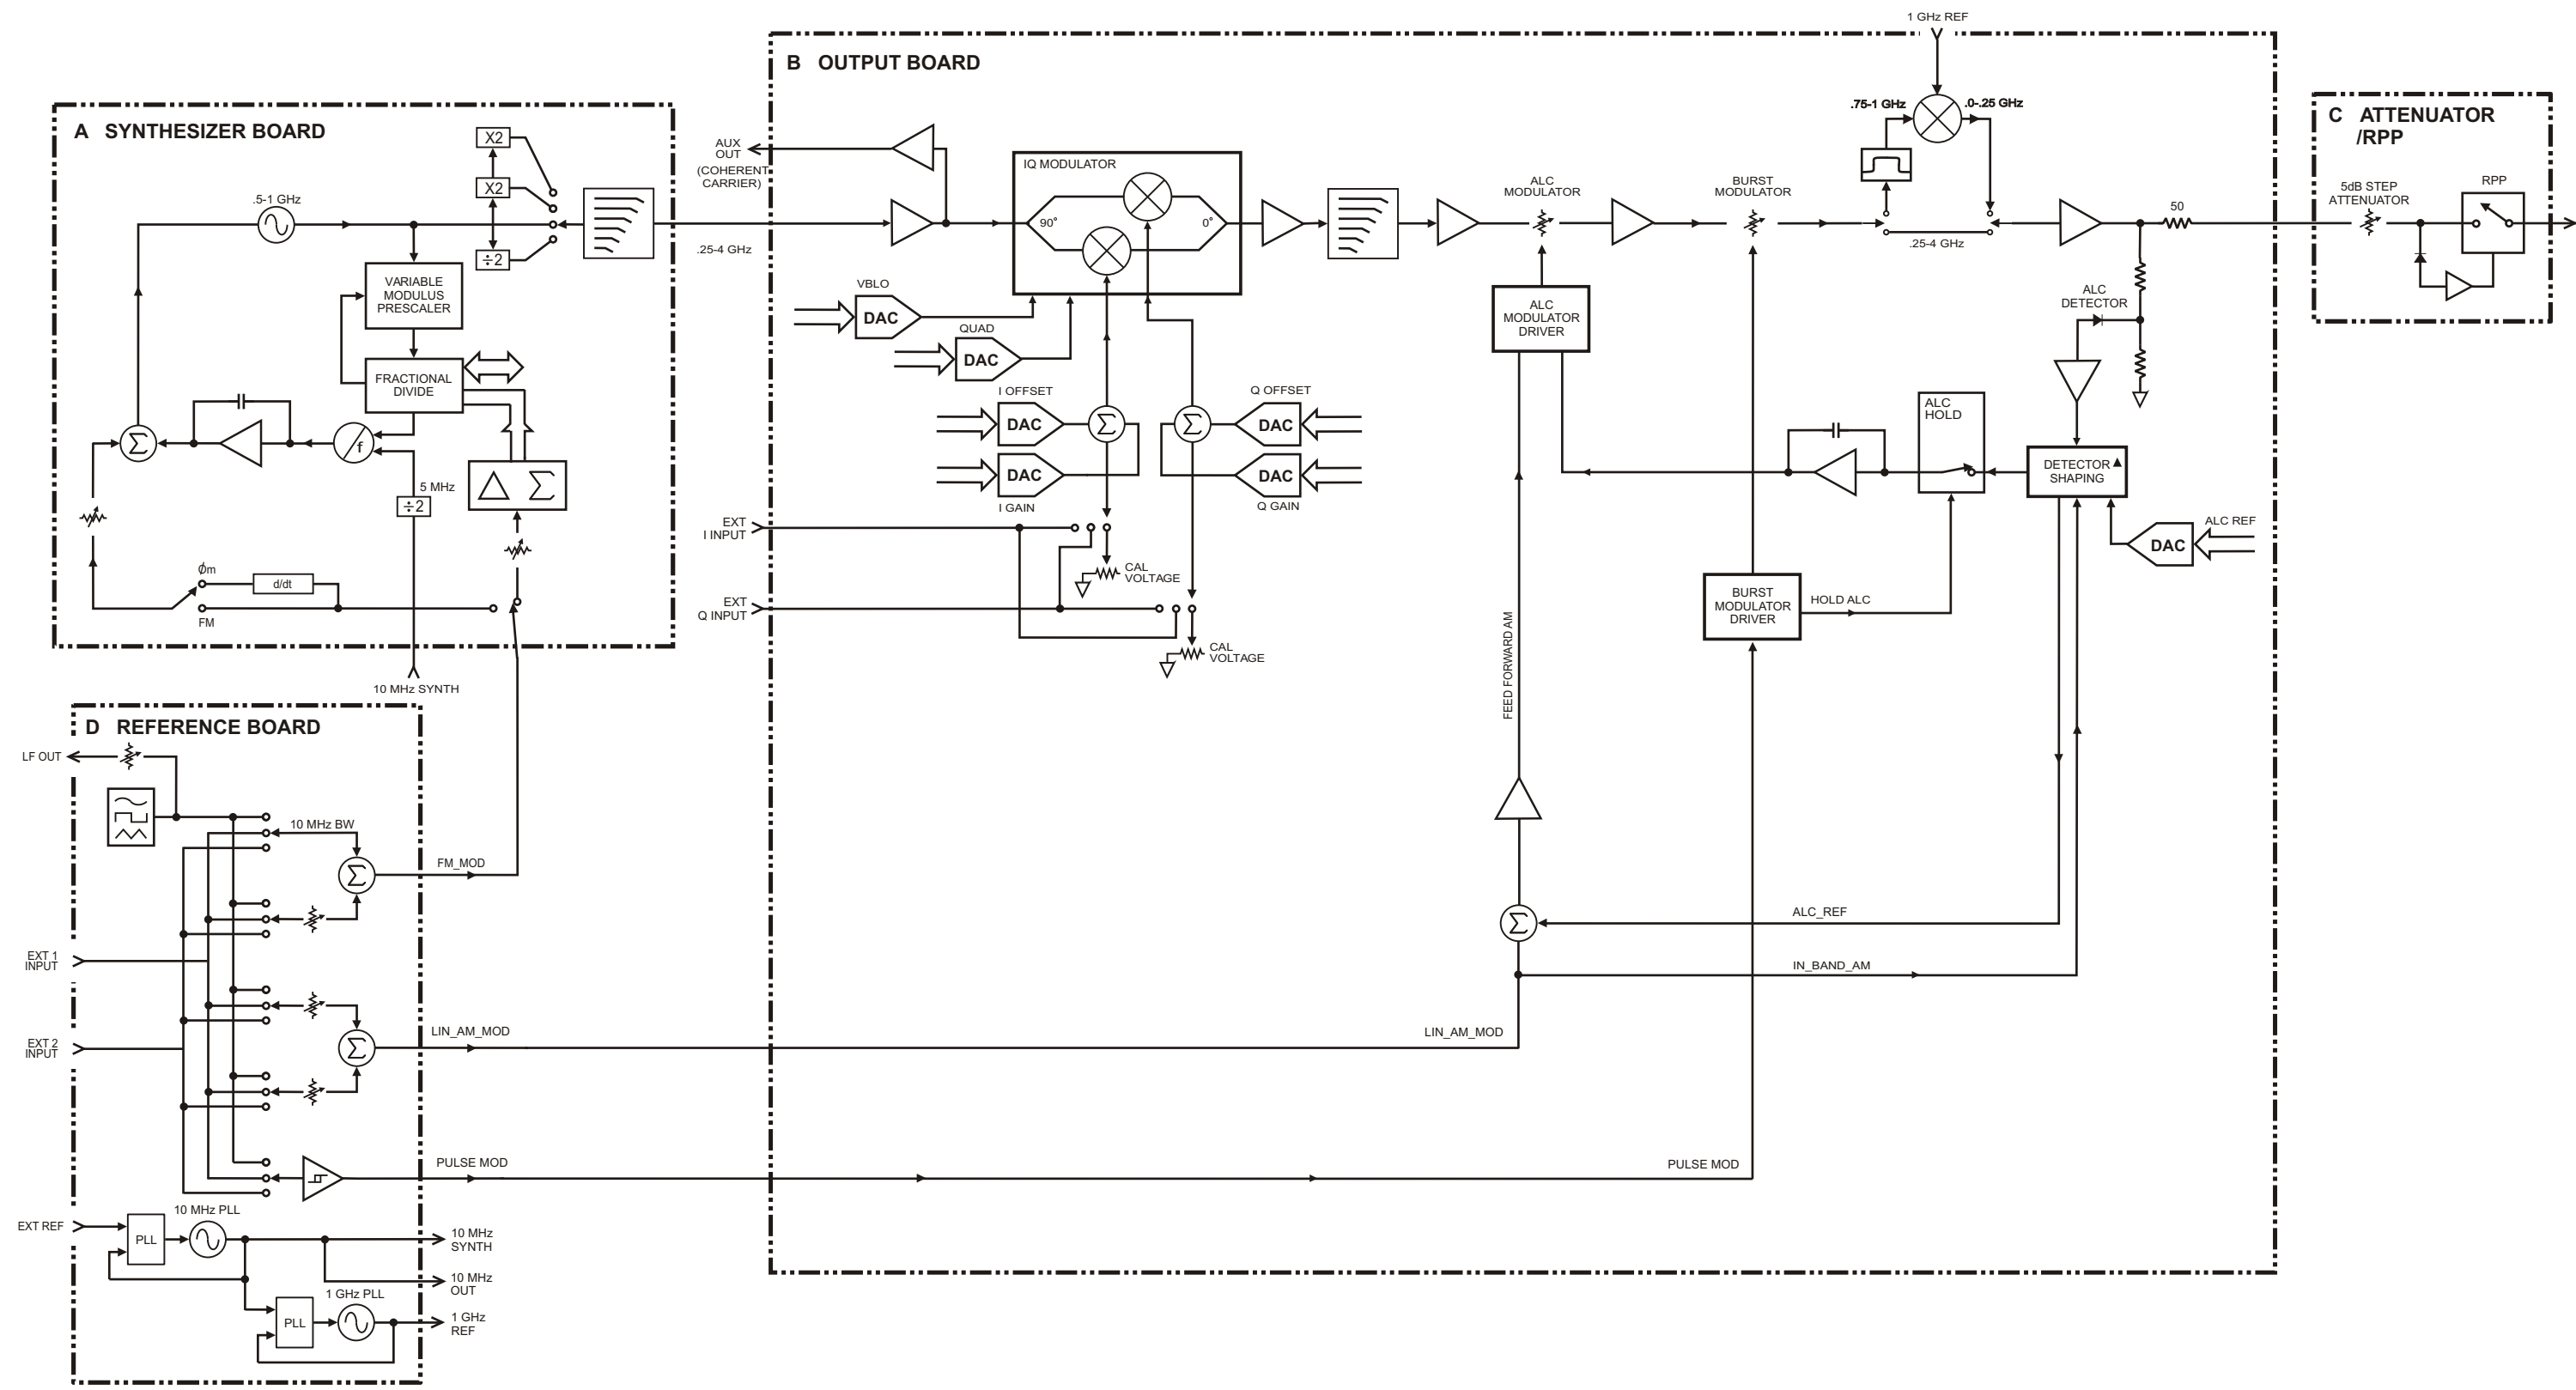 1 GHz REF
B OUTPUT BOARD
.75-1 GHz
.0-.25 GHz
A SYNTHESIZER BOARD
C ATTENUATOR
/RPP
X2
AUX
OUT
(COHERENT
CARRIER)
IQ MODULATOR
ALC
MODULATOR
BURST
MODULATOR
5dB STEP
ATTENUATOR
RPP
X2
.5-1 GHz
90°
0°
50
÷2
.25-4 GHz
.25-4 GHz
VARIABLE
MODULUS
PRESCALER
VBLO
DAC
QUAD
DAC
ALC
MODULATOR
DRIVER
ALC
DETECTOR
FRACTIONAL
DIVIDE
I OFFSET
DAC
Σ
Σ
Q OFFSET
DAC
ALC
HOLD
Σ
/f
I GAIN
DAC
Q GAIN
DAC
DETECTOR
SHAPING
5 MHz
÷2
△ Σ
EXT
I INPUT
ALC REF
DAC
CAL
VOLTAGE
Φm
d/dt
FM
EXT
Q INPUT
BURST
MODULATOR
DRIVER
HOLD ALC
CAL
VOLTAGE
FEED FORWARD AM
10 MHz SYNTH
D REFERENCE BOARD
LF OUT
10 MHz BW
Σ
FM_MOD
Σ
ALC_REF
EXT 1
INPUT
IN_BAND_AM
EXT 2
INPUT
Σ
LIN_AM_MOD
LIN_AM_MOD
PULSE MOD
PULSE MOD
EXT REF
10 MHz PLL
PLL
10 MHz
SYNTH
10 MHz
OUT
1 GHz PLL
PLL
1 GHz
REF